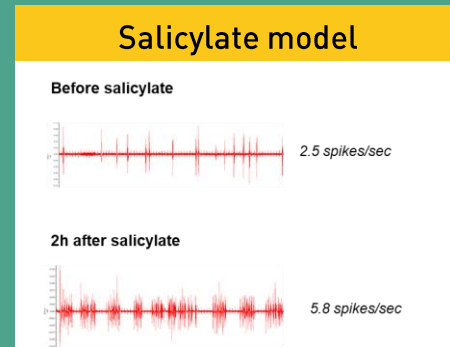 Salicylate model
Before salicylate
2.5 spikes/sec
2h after salicylate
5.8 spikes/sec